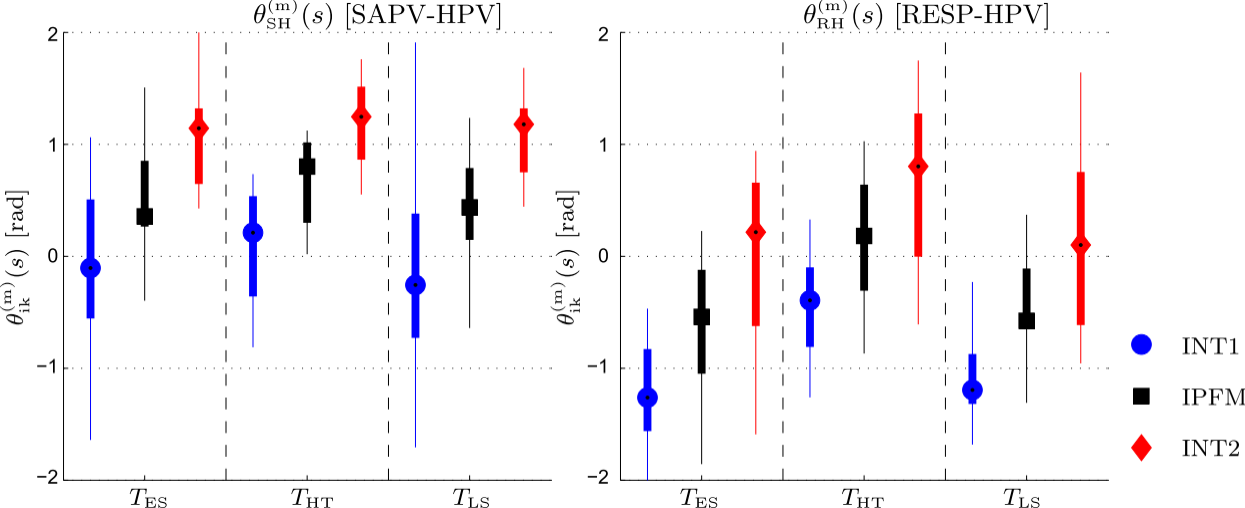 θ_SH^(m)(s) [SAPV-HPV]
θ_ik^(m)(s) [rad]
2
1
0
−1
−2
T_ES T_HT T_LS
θ_RH^(m)(s) [RESP-HPV]
θ_ik^(m)(s) [rad]
2
1
0
−1
−2
T_ES T_HT T_LS
INT1
IPFM
INT2